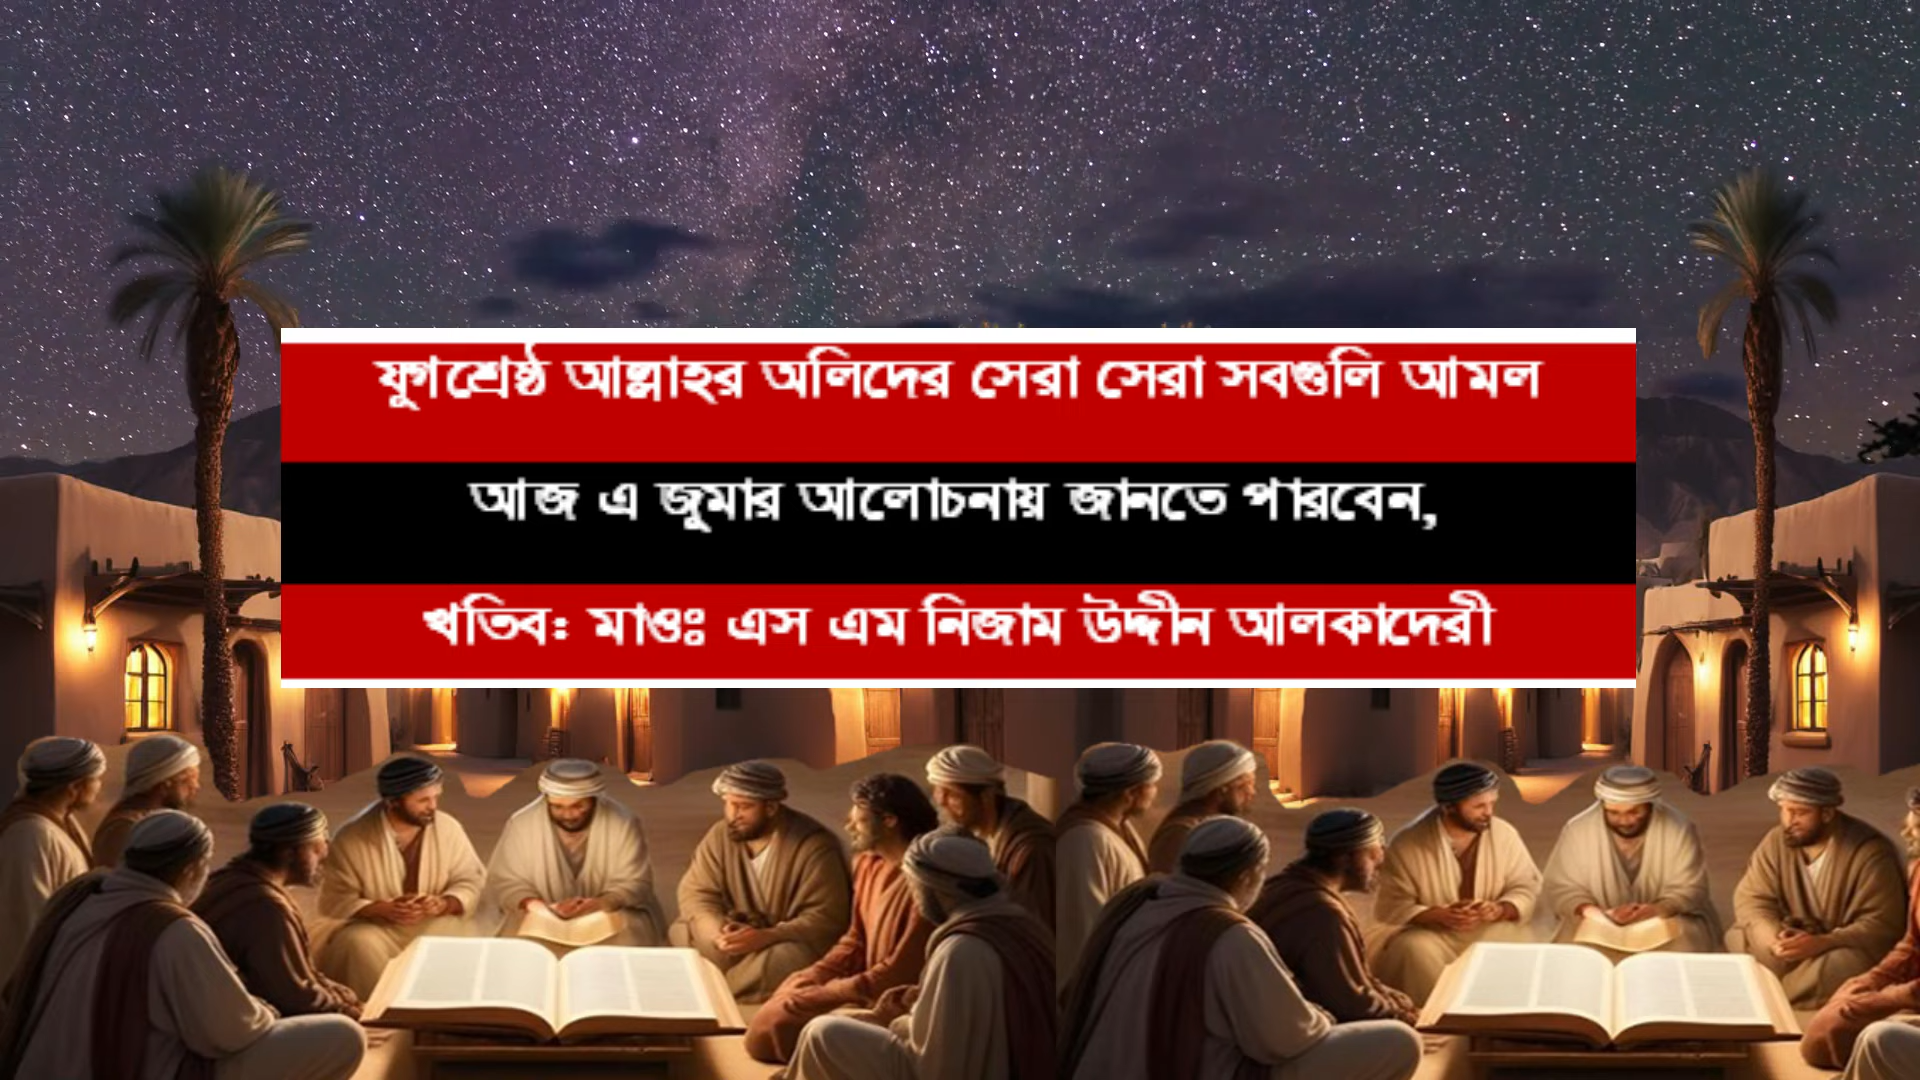 যুগশ্রেষ্ঠ আল্লাহর অলিদের সেরা সেরা সবগুলি আমল
আজ এ জুমার আলোচনায় জানতে পারবেন,
খতিবঃ মাওঃ এস এম নিজাম উদ্দীন আলকাদেরী